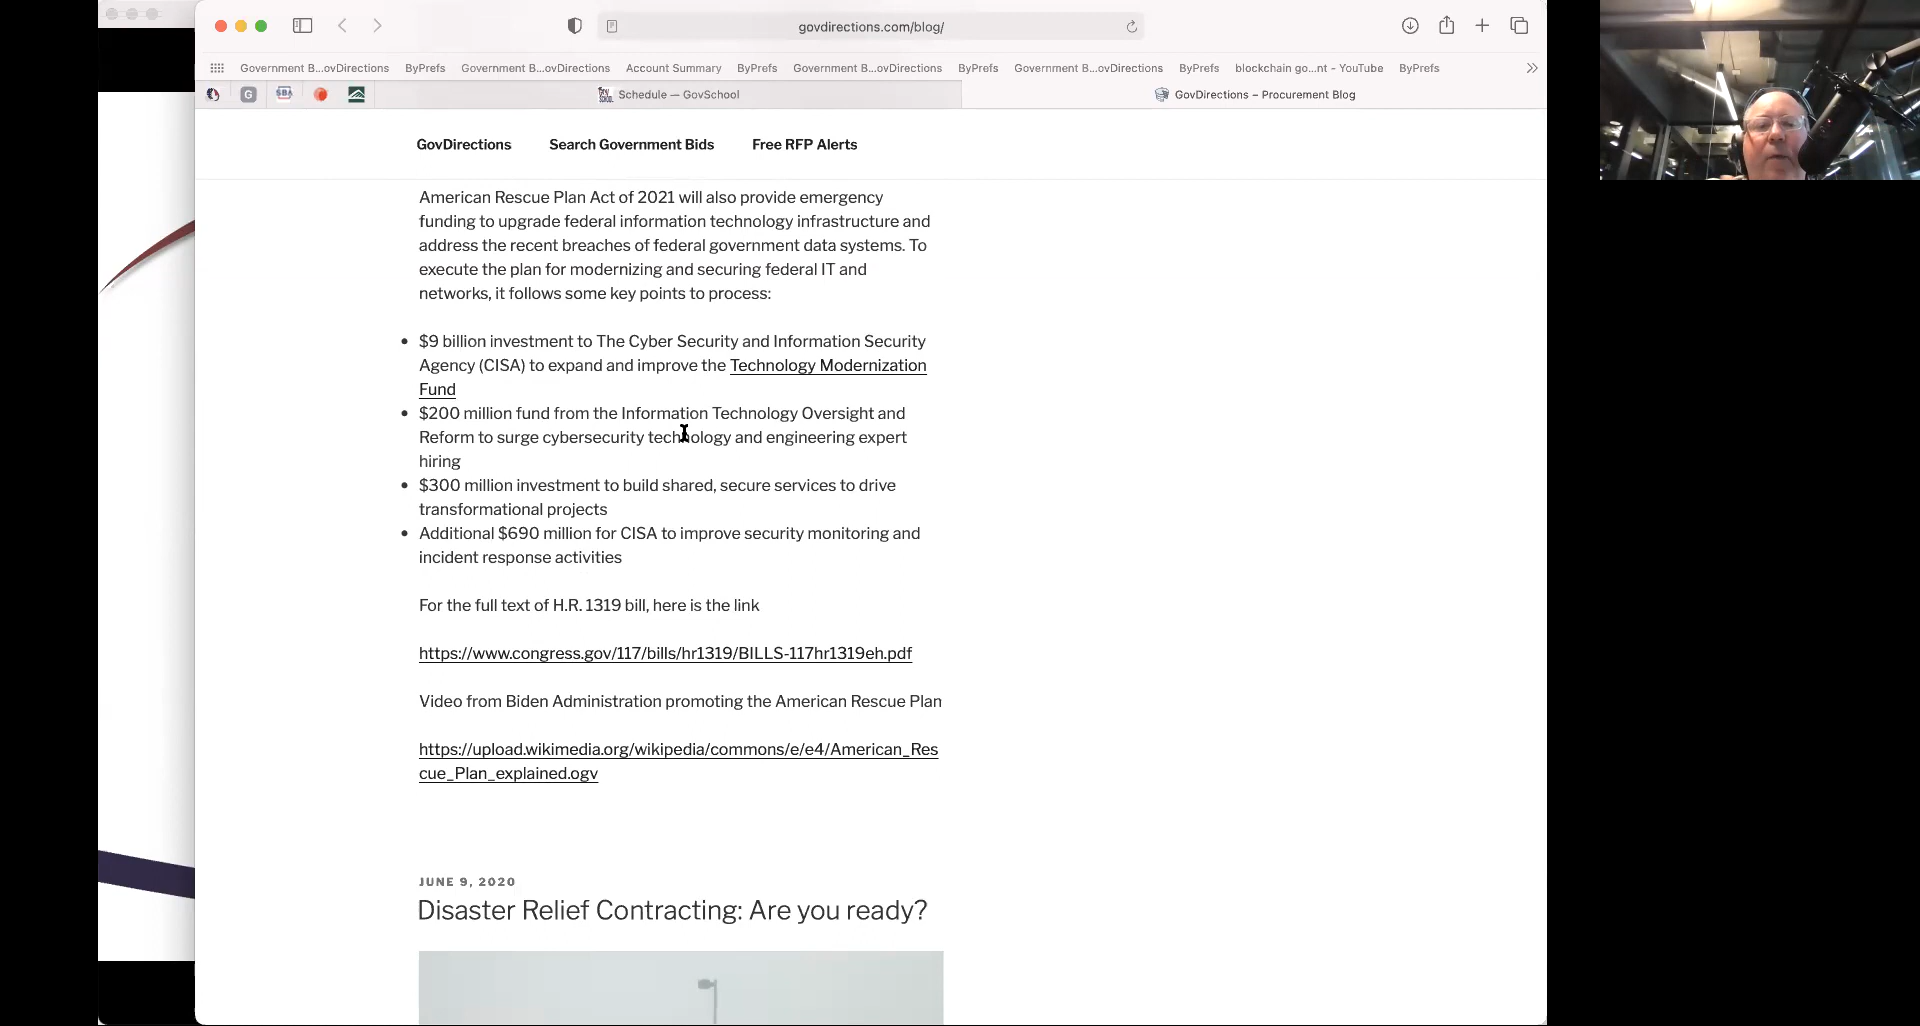 govdirections.com/blog/
Government B...ovDirections ByPrefs Government B...ovDirections Account Summary ByPrefs Government B...ovDirections ByPrefs Government B...ovDirections ByPrefs blockchain go...nt - YouTube ByPrefs
G SBA Schedule — GovSchool GovDirections – Procurement Blog
GovDirections Search Government Bids Free RFP Alerts
American Rescue Plan Act of 2021 will also provide emergency
funding to upgrade federal information technology infrastructure and
address the recent breaches of federal government data systems. To
execute the plan for modernizing and securing federal IT and
networks, it follows some key points to process:
• $9 billion investment to The Cyber Security and Information Security
Agency (CISA) to expand and improve the Technology Modernization
Fund
• $200 million fund from the Information Technology Oversight and
Reform to surge cybersecurity technology and engineering expert
hiring
• $300 million investment to build shared, secure services to drive
transformational projects
• Additional $690 million for CISA to improve security monitoring and
incident response activities
For the full text of H.R. 1319 bill, here is the link
https://www.congress.gov/117/bills/hr1319/BILLS-117hr1319eh.pdf
Video from Biden Administration promoting the American Rescue Plan
https://upload.wikimedia.org/wikipedia/commons/e/e4/American_Res
cue_Plan_explained.ogv
JUNE 9, 2020
Disaster Relief Contracting: Are you ready?